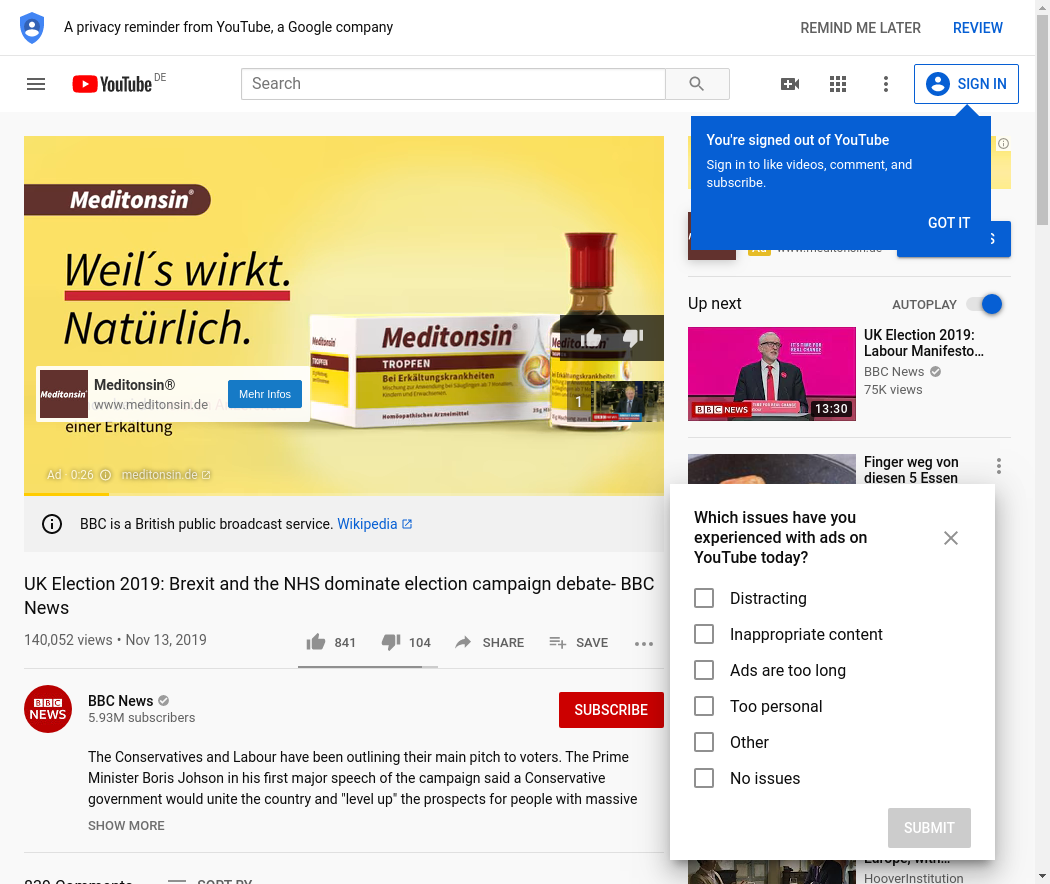 A privacy reminder from YouTube, a Google company
REMIND ME LATER
REVIEW
YouTube DE
Search
SIGN IN
You're signed out of YouTube
Sign in to like videos, comment, and
subscribe.
GOT IT
Meditonsin®
Weil´s wirkt.
Natürlich.
Meditonsin®
TROPFEN
Bei Erkältungskrankheiten
Homöopathisches Arzneimittel
Meditonsin
Meditonsin®
www.meditonsin.de
Mehr Infos
einer Erkaltung
1
Ad · 0:26
meditonsin.de
BBC is a British public broadcast service. Wikipedia
UK Election 2019: Brexit and the NHS dominate election campaign debate- BBC
News
140,052 views • Nov 13, 2019
841
104
SHARE
SAVE
BBC
NEWS
BBC News
5.93M subscribers
SUBSCRIBE
The Conservatives and Labour have been outlining their main pitch to voters. The Prime
Minister Boris Johson in his first major speech of the campaign said a Conservative
government would unite the country and "level up" the prospects for people with massive
SHOW MORE
Up next
AUTOPLAY
IT'S TIME FOR
REAL CHANGE
BBC NEWS
13:30
UK Election 2019:
Labour Manifesto...
BBC News
75K views
Finger weg von
diesen 5 Essen
Which issues have you
experienced with ads on
YouTube today?
Distracting
Inappropriate content
Ads are too long
Too personal
Other
No issues
SUBMIT
HooverInstitution